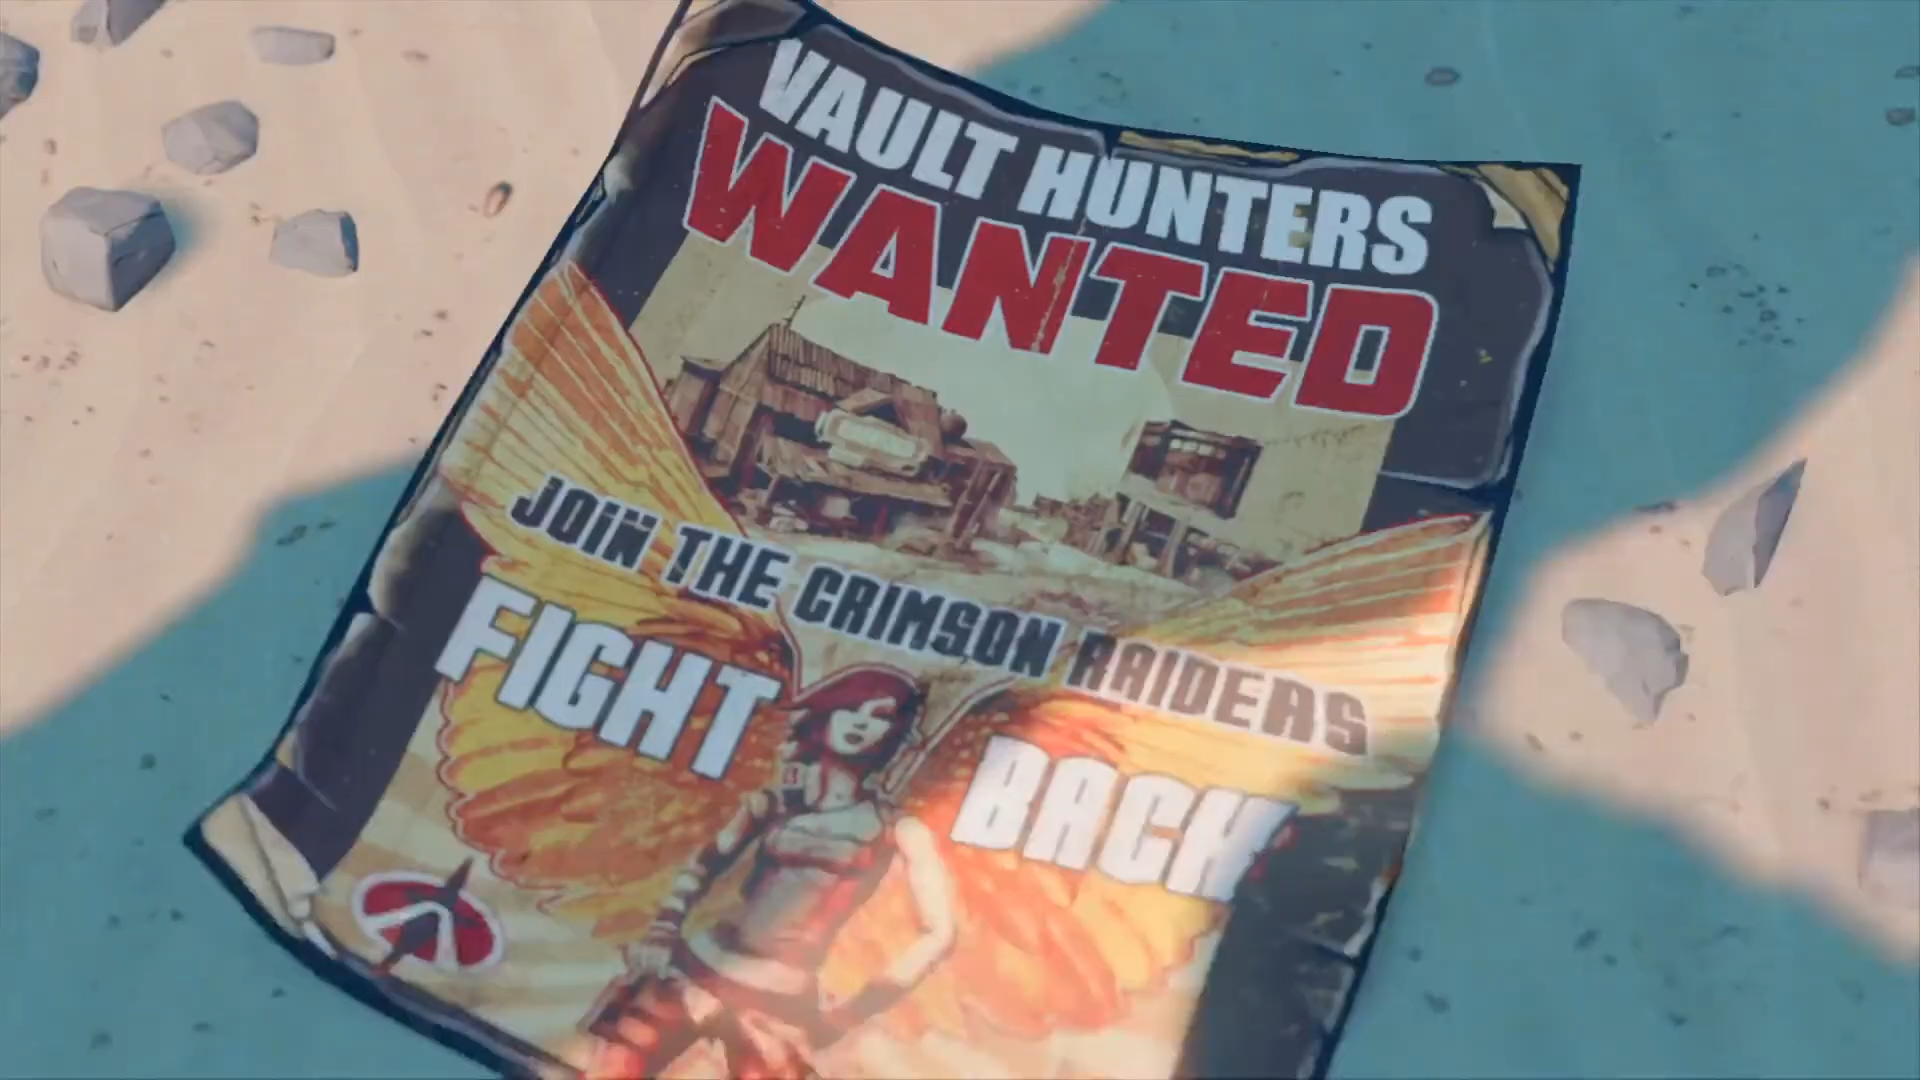 VAULT HUNTERS
WANTED
JOIN THE CRIMSON RAIDERS
FIGHT
BACK